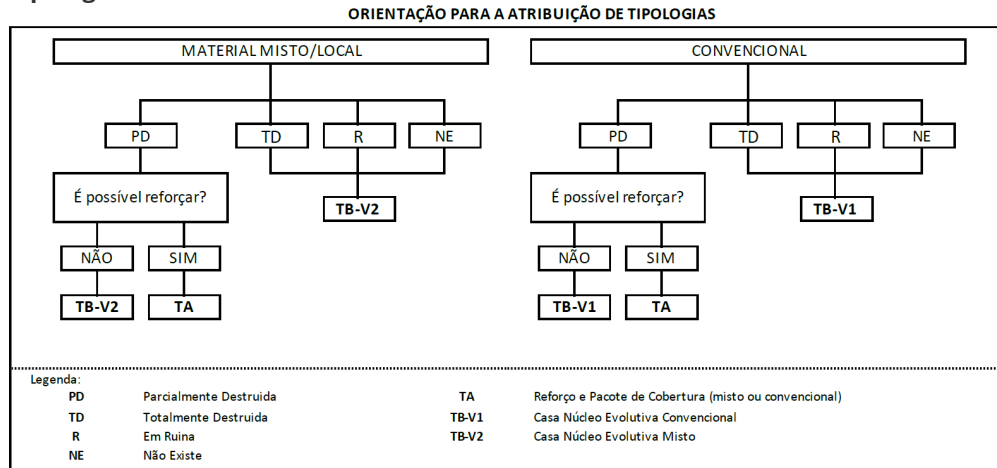 ORIENTAÇÃO PARA A ATRIBUIÇÃO DE TIPOLOGIAS
MATERIAL MISTO/LOCAL
CONVENCIONAL
PD TD R NE
PD TD R NE
É possível reforçar?
TB-V2
É possível reforçar?
TB-V1
NÃO SIM
NÃO SIM
TB-V2 TA
TB-V1 TA
Legenda:
PD Parcialmente Destruida TA Reforço e Pacote de Cobertura (misto ou convencional)
TD Totalmente Destruida TB-V1 Casa Núcleo Evolutiva Convencional
R Em Ruina TB-V2 Casa Núcleo Evolutiva Misto
NE Não Existe